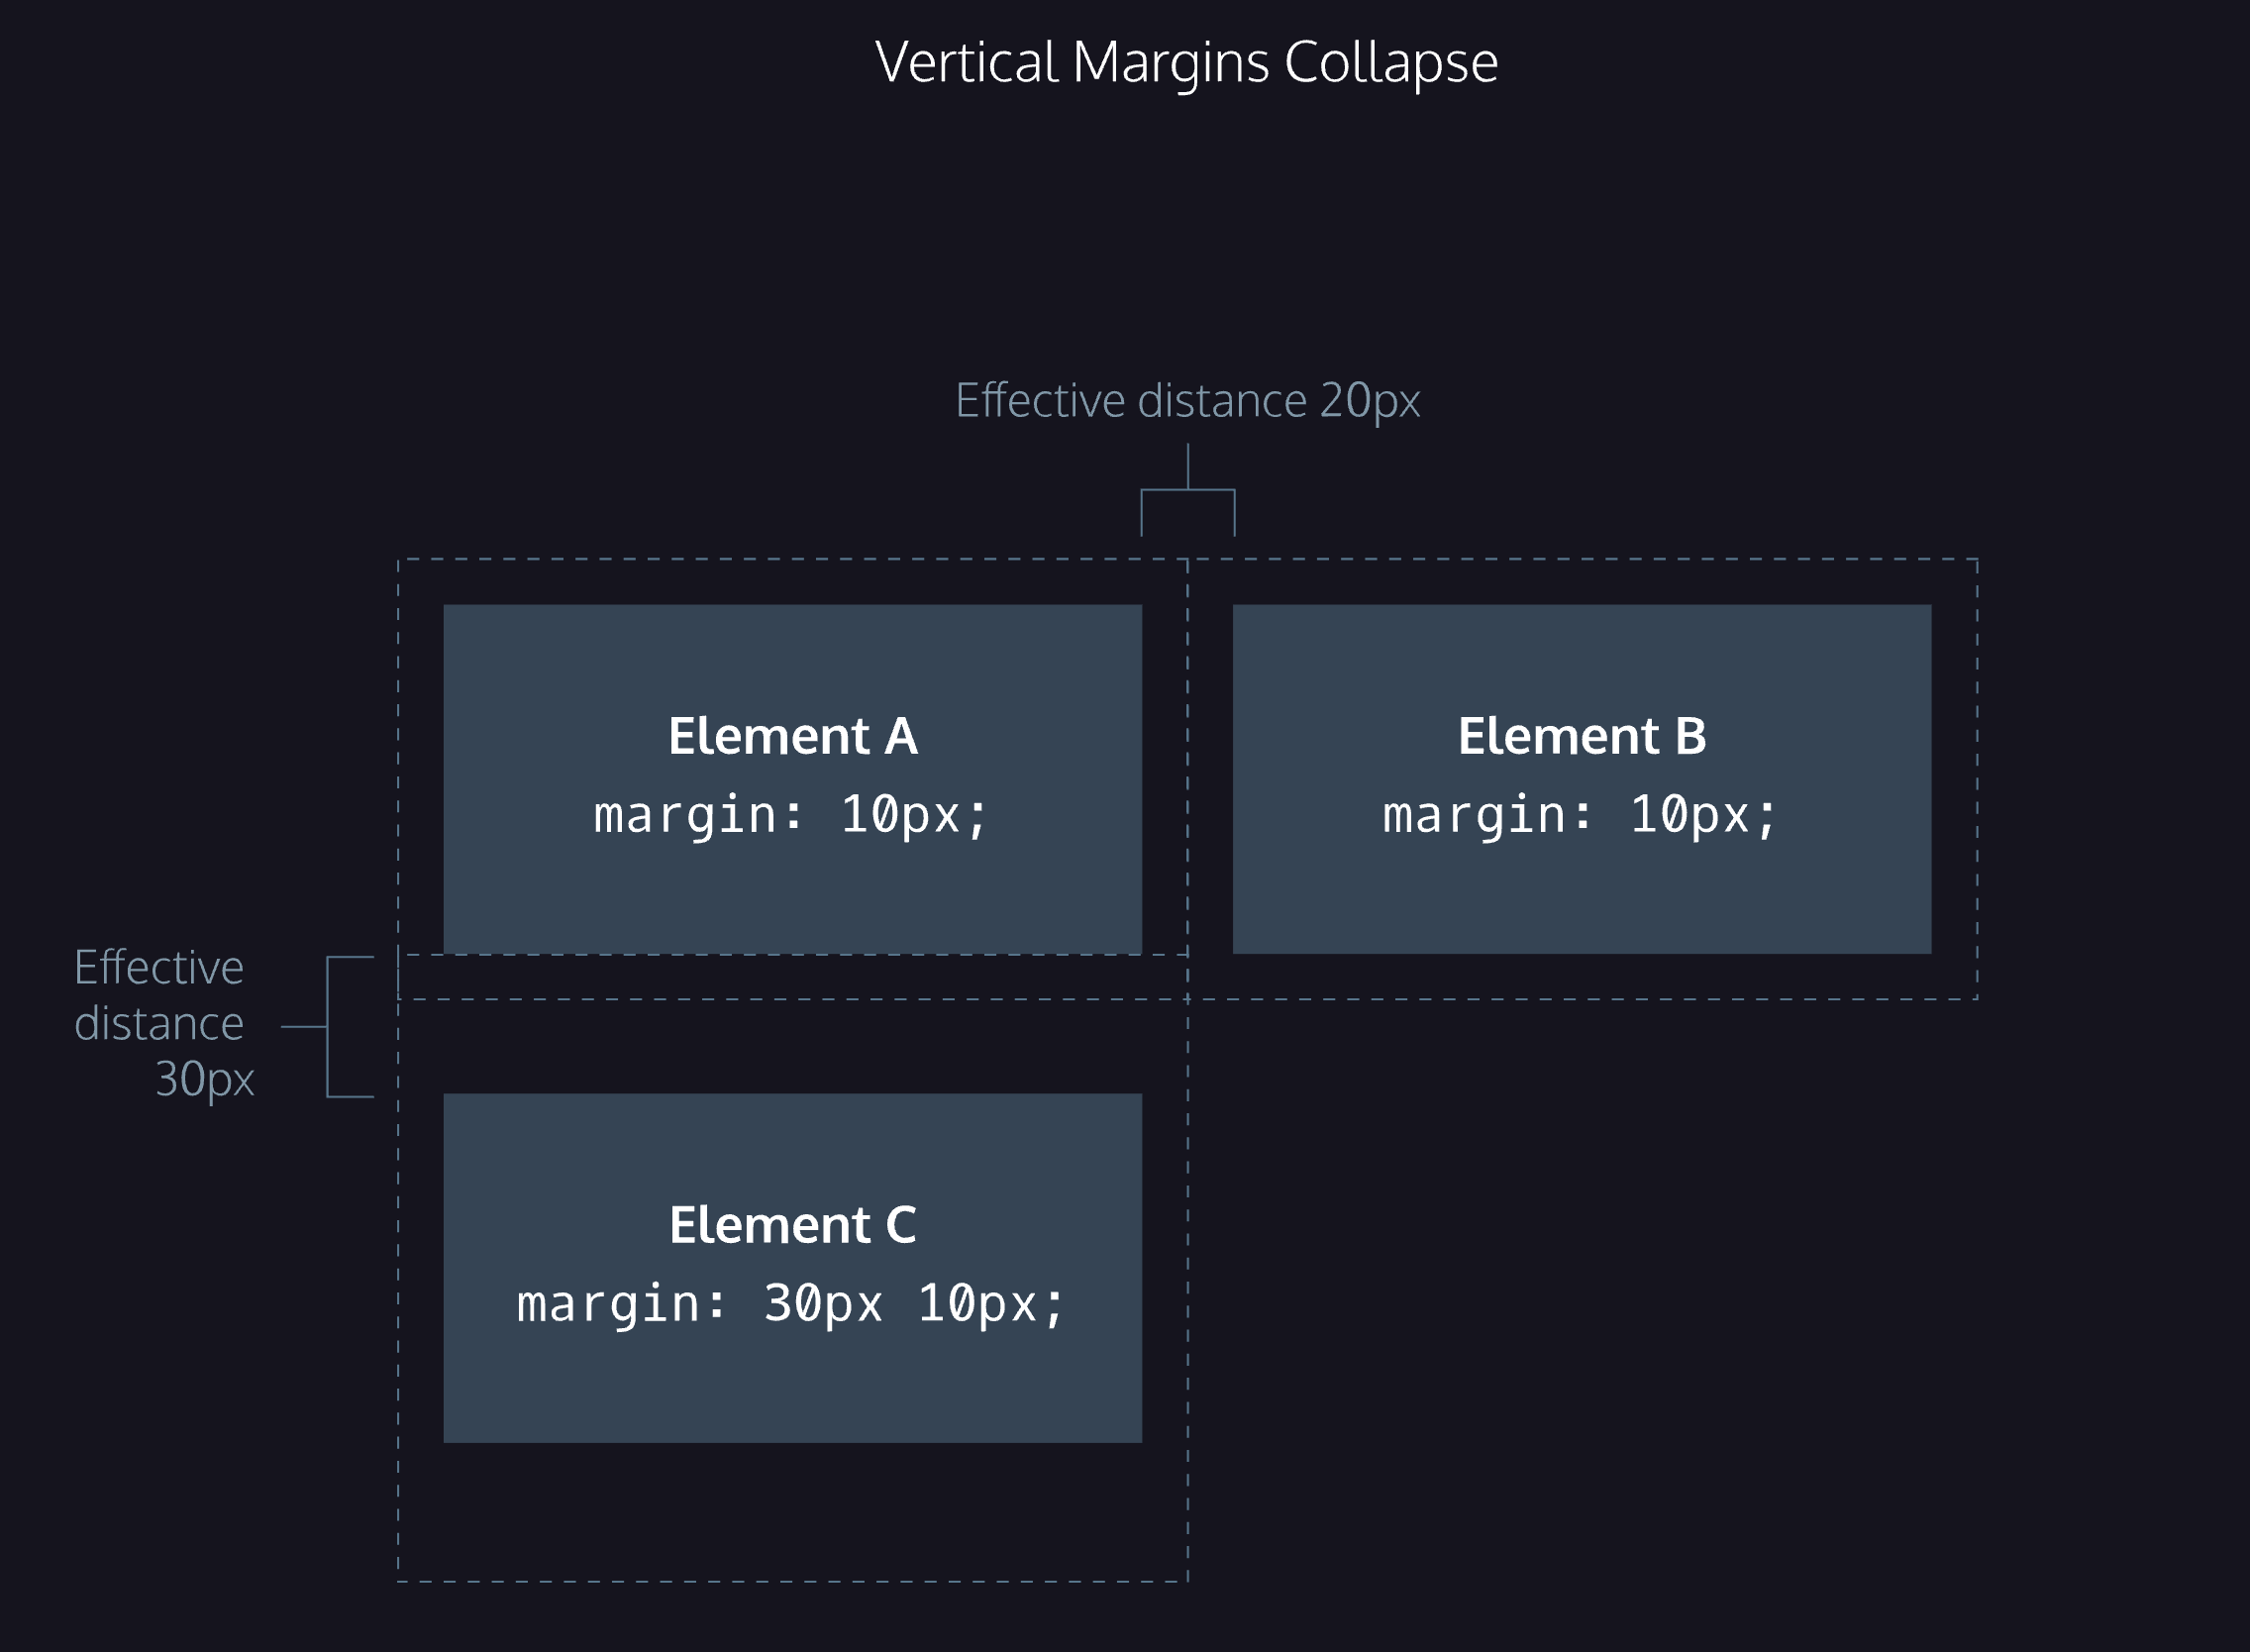 Vertical Margins Collapse
Effective distance 20px
Element A
margin: 10px;
Element B
margin: 10px;
Effective
distance
30px
Element C
margin: 30px 10px;